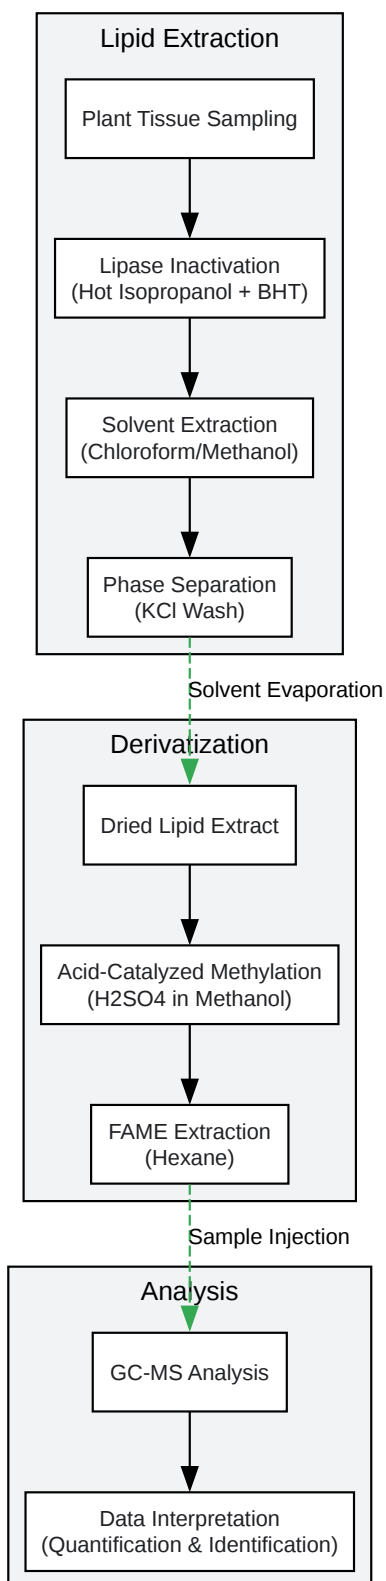 Lipid Extraction
Plant Tissue Sampling
Lipase Inactivation
(Hot Isopropanol + BHT)
Solvent Extraction
(Chloroform/Methanol)
Phase Separation
(KCl Wash)
Solvent Evaporation
Derivatization
Dried Lipid Extract
Acid-Catalyzed Methylation
(H2SO4 in Methanol)
FAME Extraction
(Hexane)
Sample Injection
Analysis
GC-MS Analysis
Data Interpretation
(Quantification & Identification)